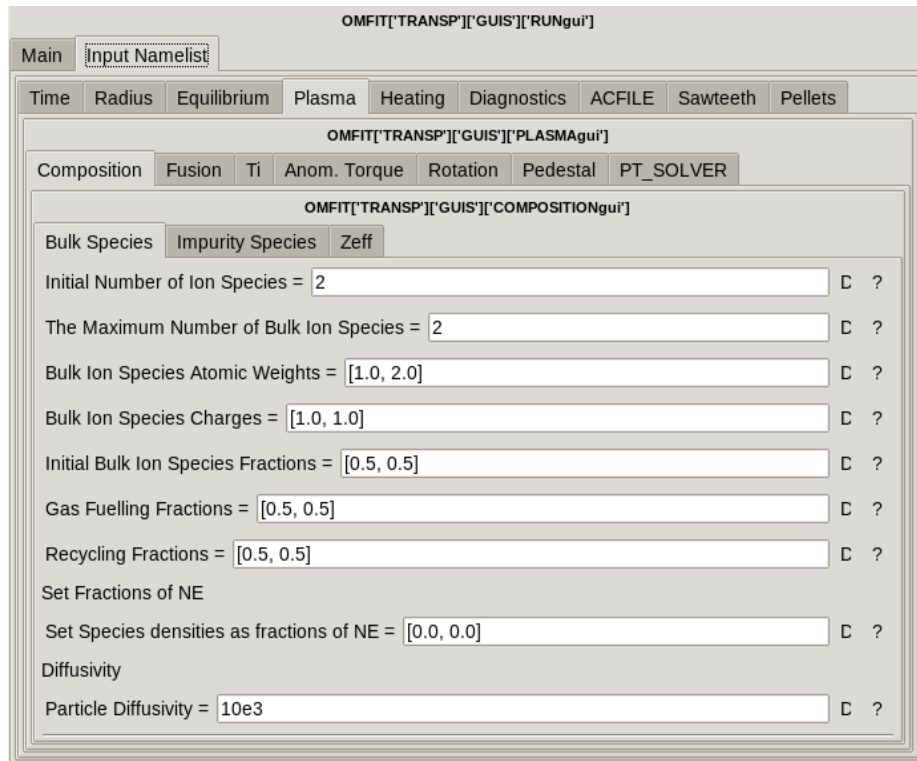 OMFIT['TRANSP']['GUIS']['RUNgui']
Main Input Namelist
Time Radius Equilibrium Plasma Heating Diagnostics ACFILE Sawteeth Pellets
OMFIT['TRANSP']['GUIS']['PLASMAgui']
Composition Fusion Ti Anom. Torque Rotation Pedestal PT_SOLVER
OMFIT['TRANSP']['GUIS']['COMPOSITIONgui']
Bulk Species Impurity Species Zeff
Initial Number of Ion Species = 2 D ?
The Maximum Number of Bulk Ion Species = 2 D ?
Bulk Ion Species Atomic Weights = [1.0, 2.0] D ?
Bulk Ion Species Charges = [1.0, 1.0] D ?
Initial Bulk Ion Species Fractions = [0.5, 0.5] D ?
Gas Fuelling Fractions = [0.5, 0.5] D ?
Recycling Fractions = [0.5, 0.5] D ?
Set Fractions of NE
Set Species densities as fractions of NE = [0.0, 0.0] D ?
Diffusivity
Particle Diffusivity = 10e3 D ?